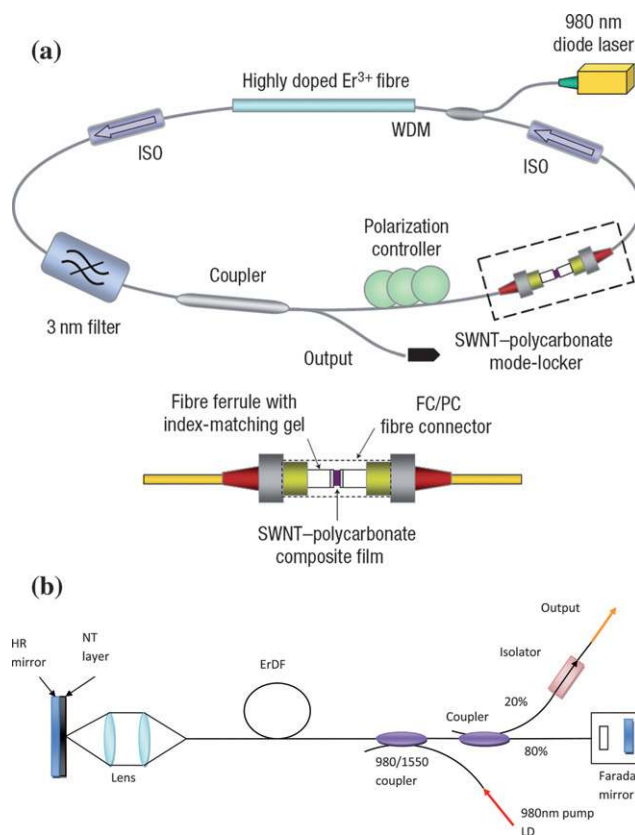 (a)
980 nm
diode laser
Highly doped Er³⁺ fibre
WDM
ISO
ISO
Polarization
controller
Coupler
3 nm filter
Output
SWNT–polycarbonate
mode-locker
Fibre ferrule with
index-matching gel
FC/PC
fibre connector
SWNT–polycarbonate
composite film
(b)
Output
HR
mirror
NT
layer
ErDF
Isolator
20%
Coupler
80%
Lens
980/1550
coupler
Farada
mirror
980nm pump
LD